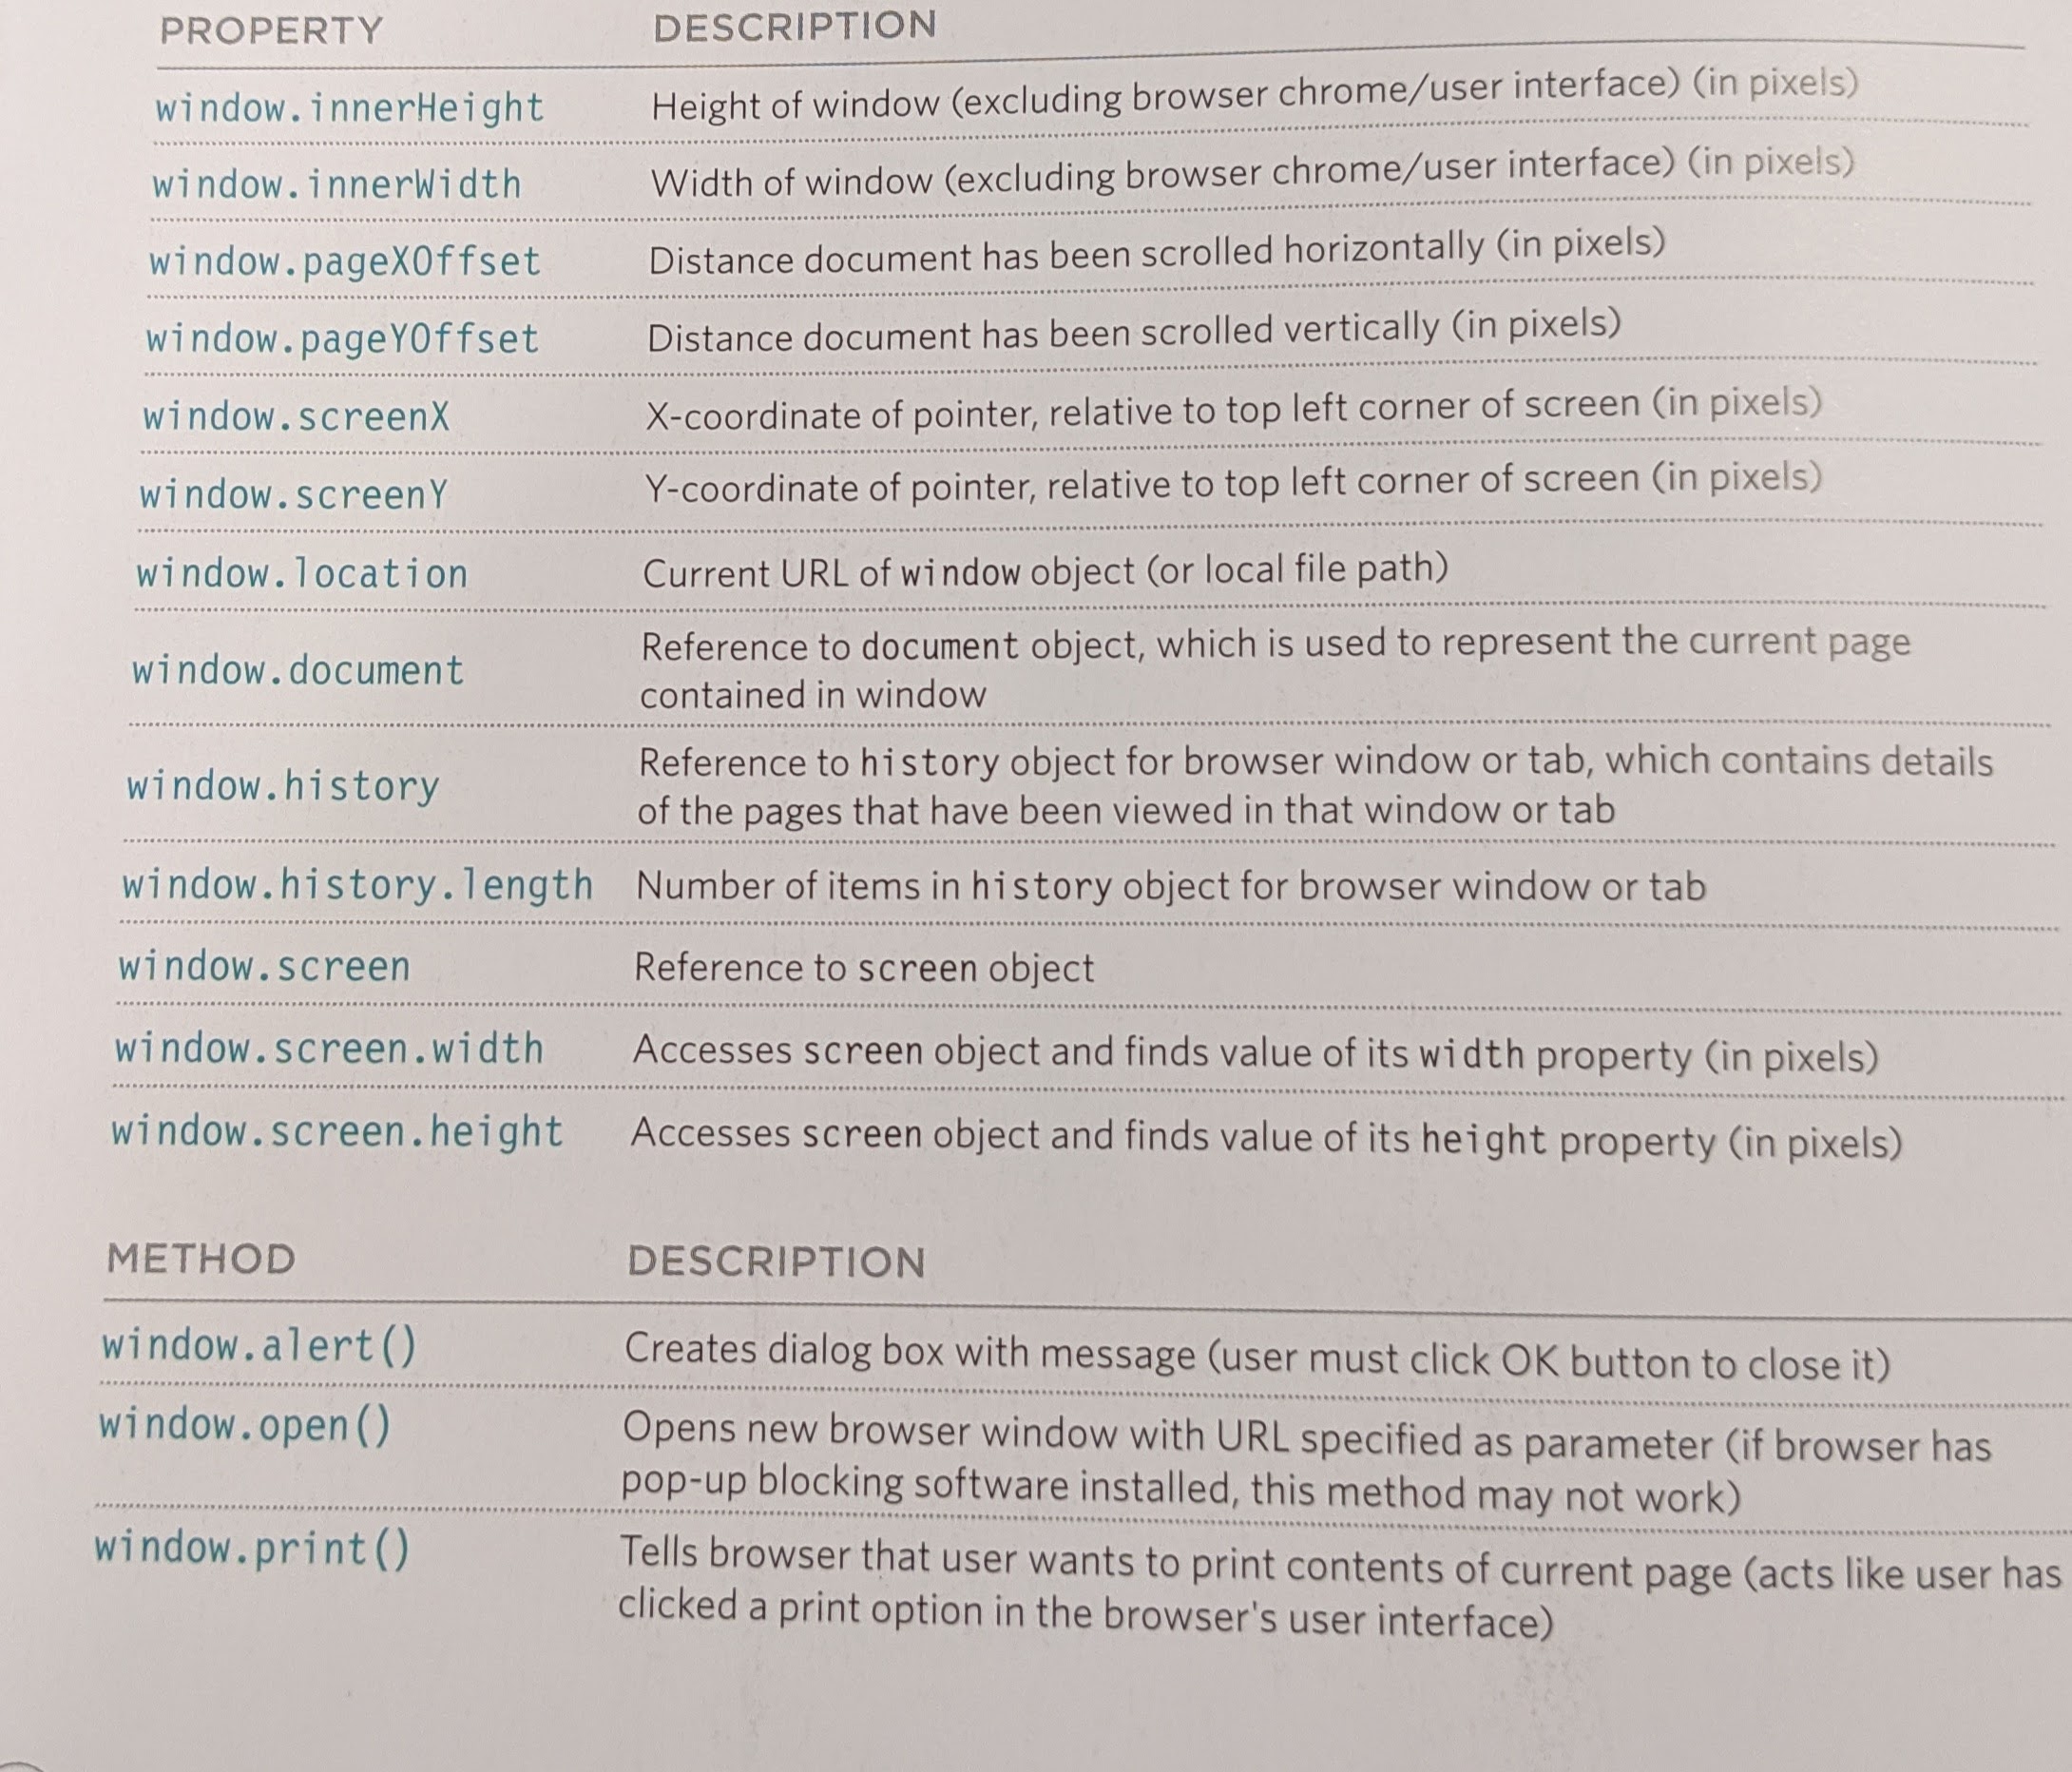 PROPERTY DESCRIPTION
window.innerHeight Height of window (excluding browser chrome/user interface) (in pixels)
window.innerWidth Width of window (excluding browser chrome/user interface) (in pixels)
window.pageXOffset Distance document has been scrolled horizontally (in pixels)
window.pageYOffset Distance document has been scrolled vertically (in pixels)
window.screenX X-coordinate of pointer, relative to top left corner of screen (in pixels)
window.screenY Y-coordinate of pointer, relative to top left corner of screen (in pixels)
window.location Current URL of window object (or local file path)
window.document Reference to document object, which is used to represent the current page
contained in window
window.history Reference to history object for browser window or tab, which contains details
of the pages that have been viewed in that window or tab
window.history.length Number of items in history object for browser window or tab
window.screen Reference to screen object
window.screen.width Accesses screen object and finds value of its width property (in pixels)
window.screen.height Accesses screen object and finds value of its height property (in pixels)
METHOD DESCRIPTION
window.alert() Creates dialog box with message (user must click OK button to close it)
window.open() Opens new browser window with URL specified as parameter (if browser has
pop-up blocking software installed, this method may not work)
window.print() Tells browser that user wants to print contents of current page (acts like user has
clicked a print option in the browser's user interface)